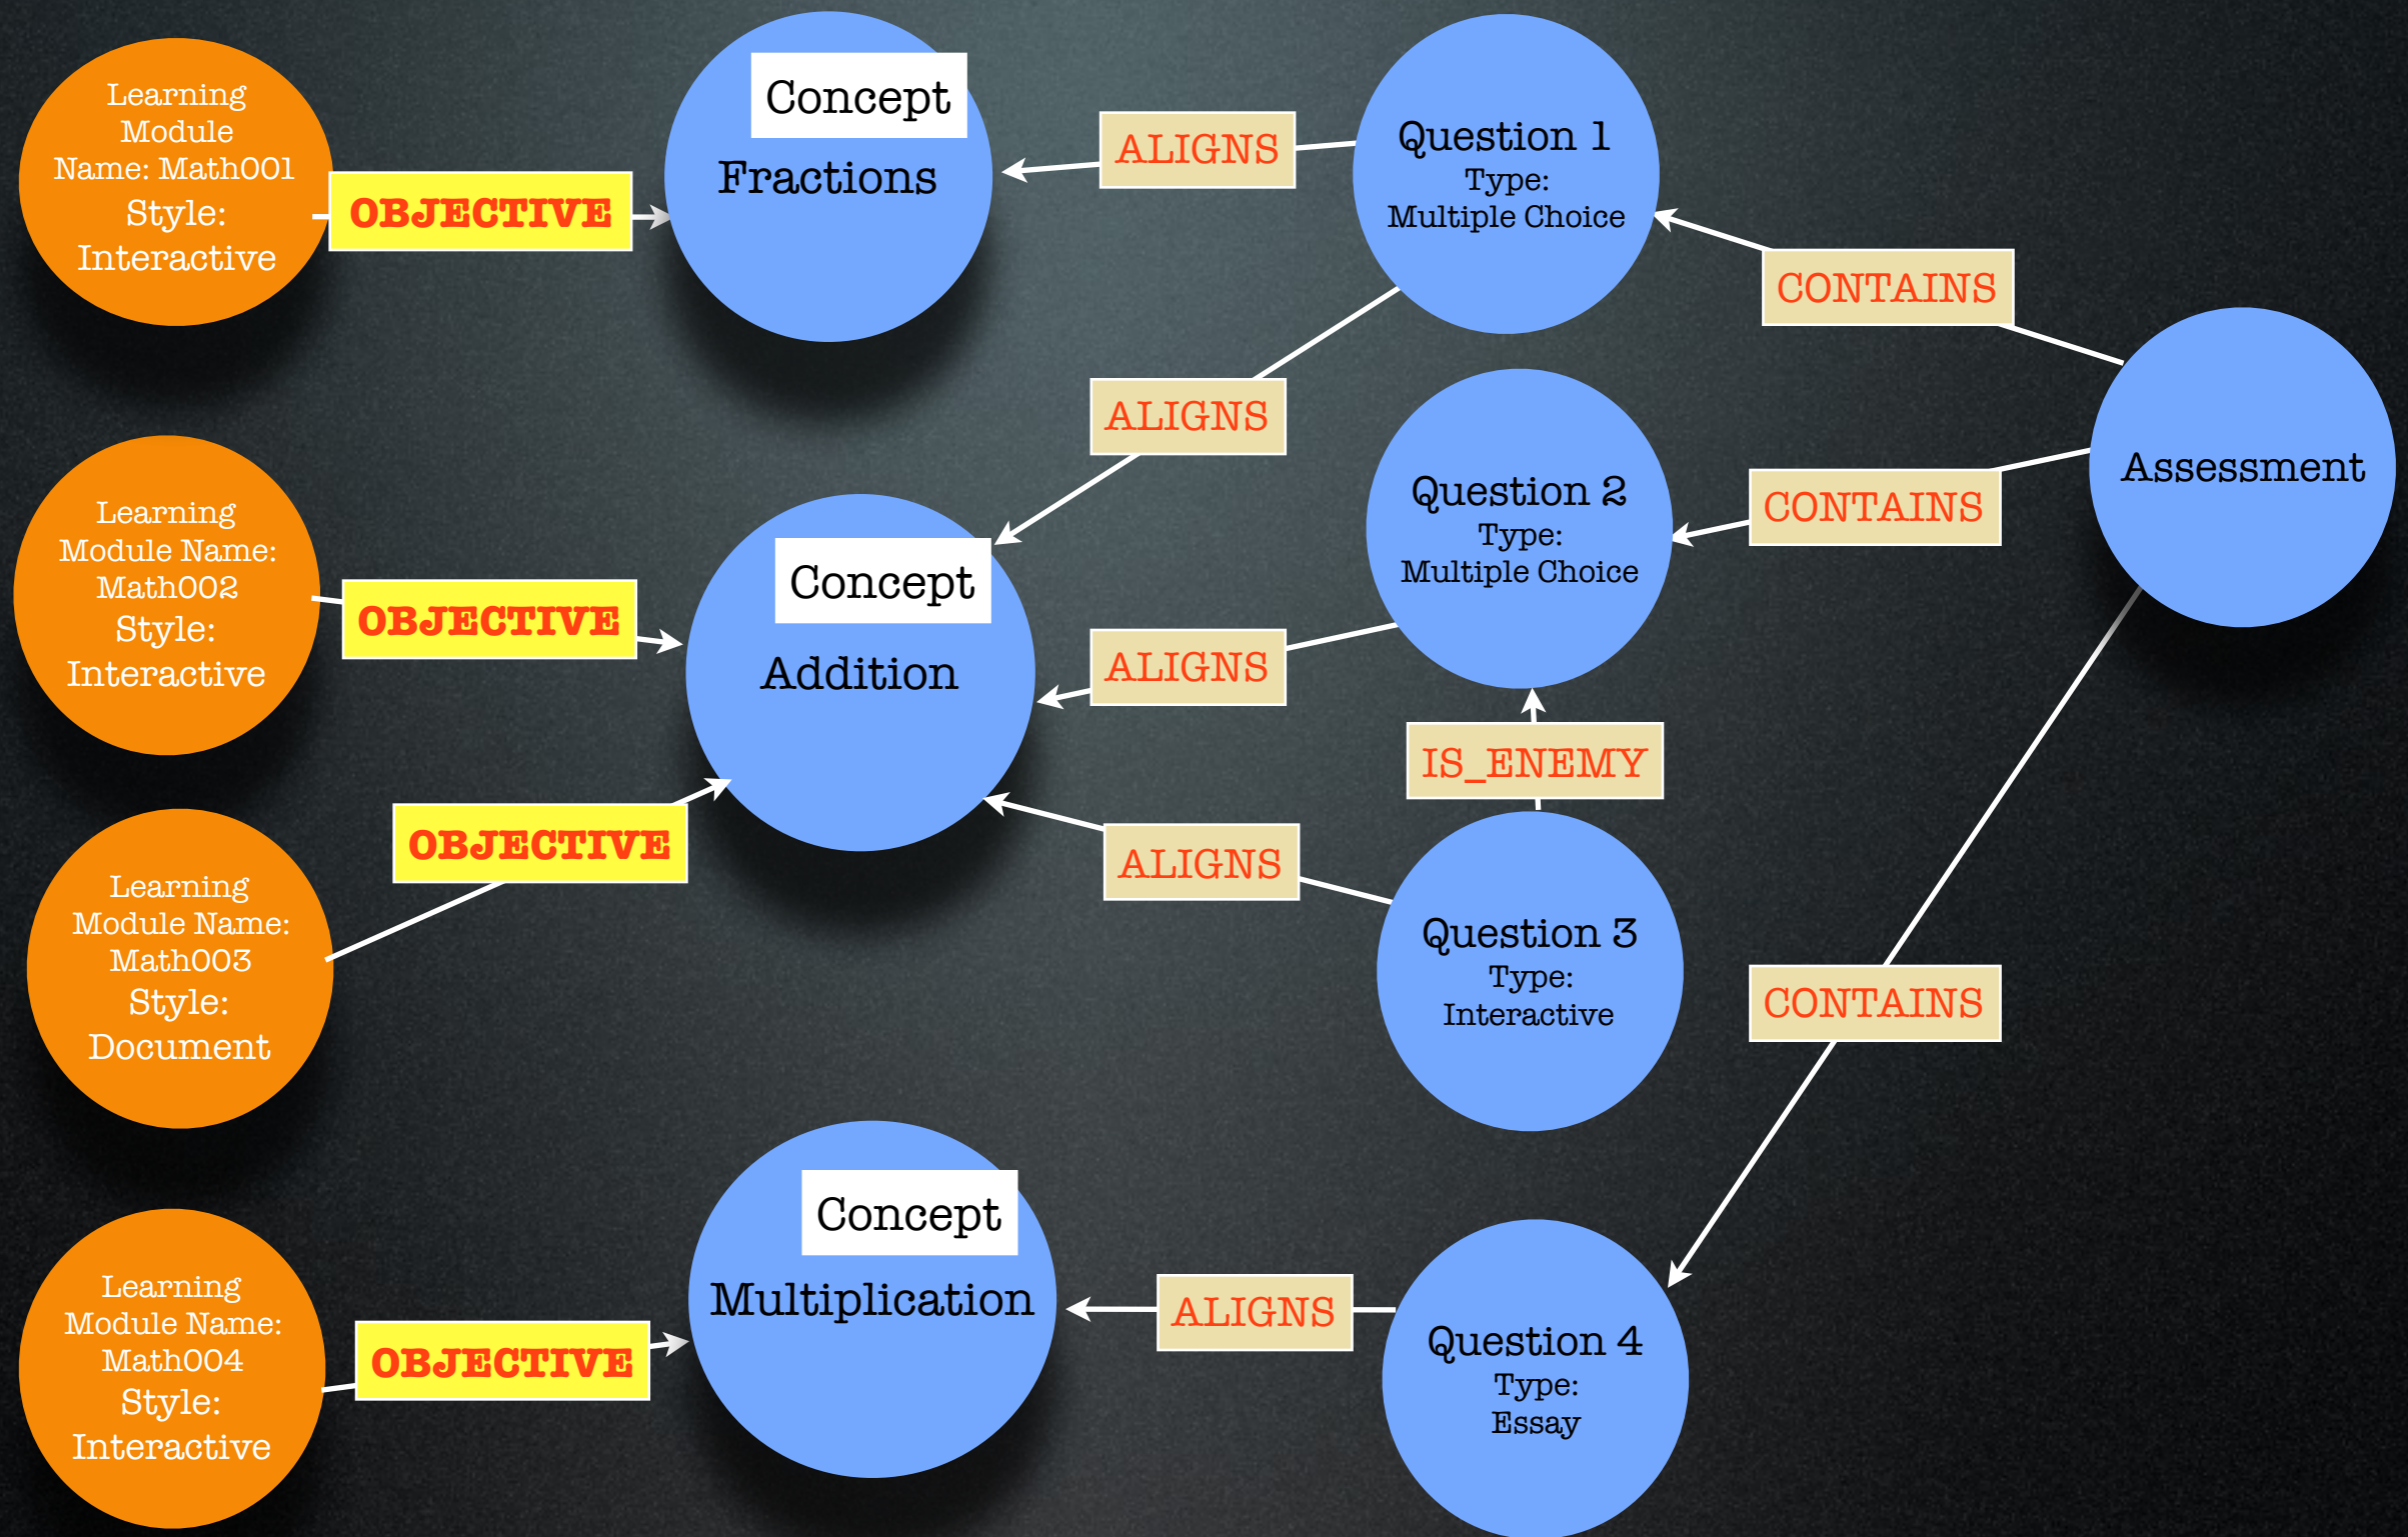 Learning
Module
Name: Math001
Style:
Interactive
OBJECTIVE
Concept
Fractions
ALIGNS
Question 1
Type:
Multiple Choice
CONTAINS
ALIGNS
Learning
Module Name:
Math002
Style:
Interactive
OBJECTIVE
Concept
Addition
ALIGNS
Question 2
Type:
Multiple Choice
CONTAINS
Assessment
IS_ENEMY
Learning
Module Name:
Math003
Style:
Document
OBJECTIVE
ALIGNS
Question 3
Type:
Interactive
CONTAINS
Learning
Module Name:
Math004
Style:
Interactive
OBJECTIVE
Concept
Multiplication
ALIGNS
Question 4
Type:
Essay